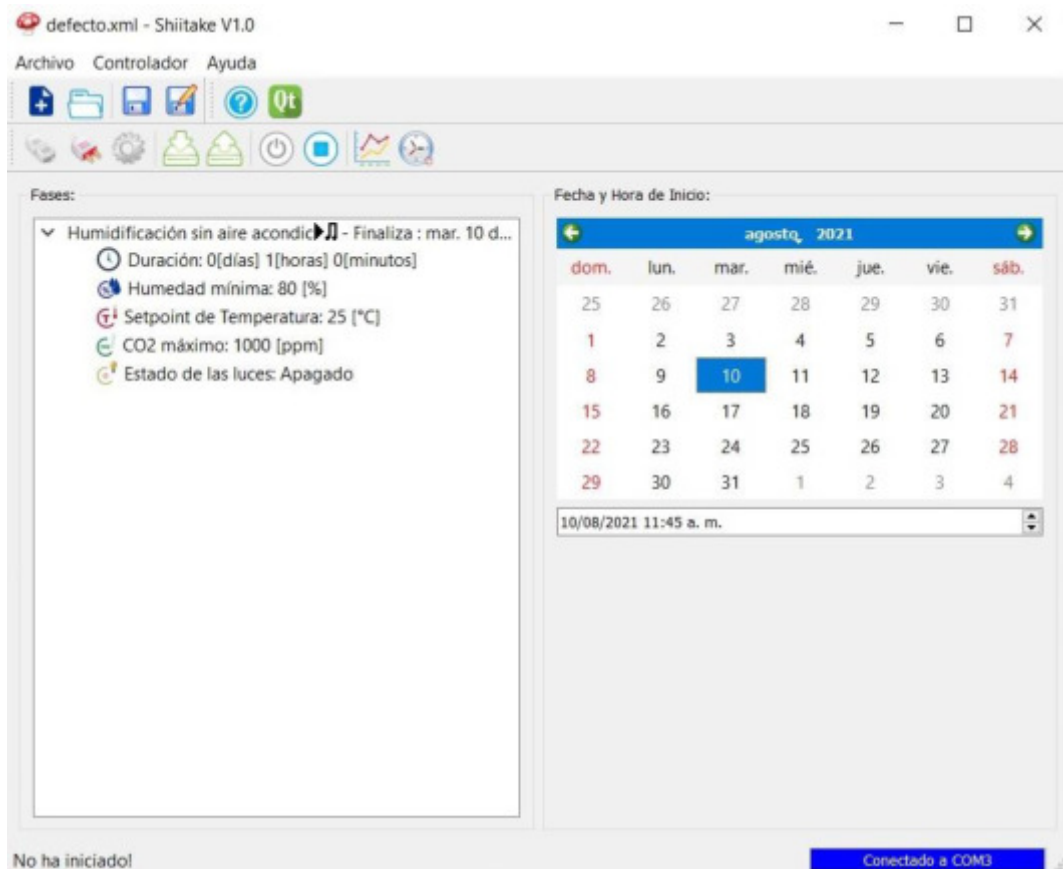 defecto.xml - Shiitake V1.0
Archivo Controlador Ayuda
Qt
Fases:
Humidificación sin aire acondic - Finaliza : mar. 10 d...
Duración: 0[días] 1[horas] 0[minutos]
Humedad mínima: 80 [%]
Setpoint de Temperatura: 25 [°C]
CO2 máximo: 1000 [ppm]
Estado de las luces: Apagado
Fecha y Hora de Inicio:
agosto, 2021
dom. lun. mar. mié. jue. vie. sáb.
25 26 27 28 29 30 31
1 2 3 4 5 6 7
8 9 10 11 12 13 14
15 16 17 18 19 20 21
22 23 24 25 26 27 28
29 30 31 1 2 3 4
10/08/2021 11:45 a. m.
No ha iniciado!
Conectado a COM3